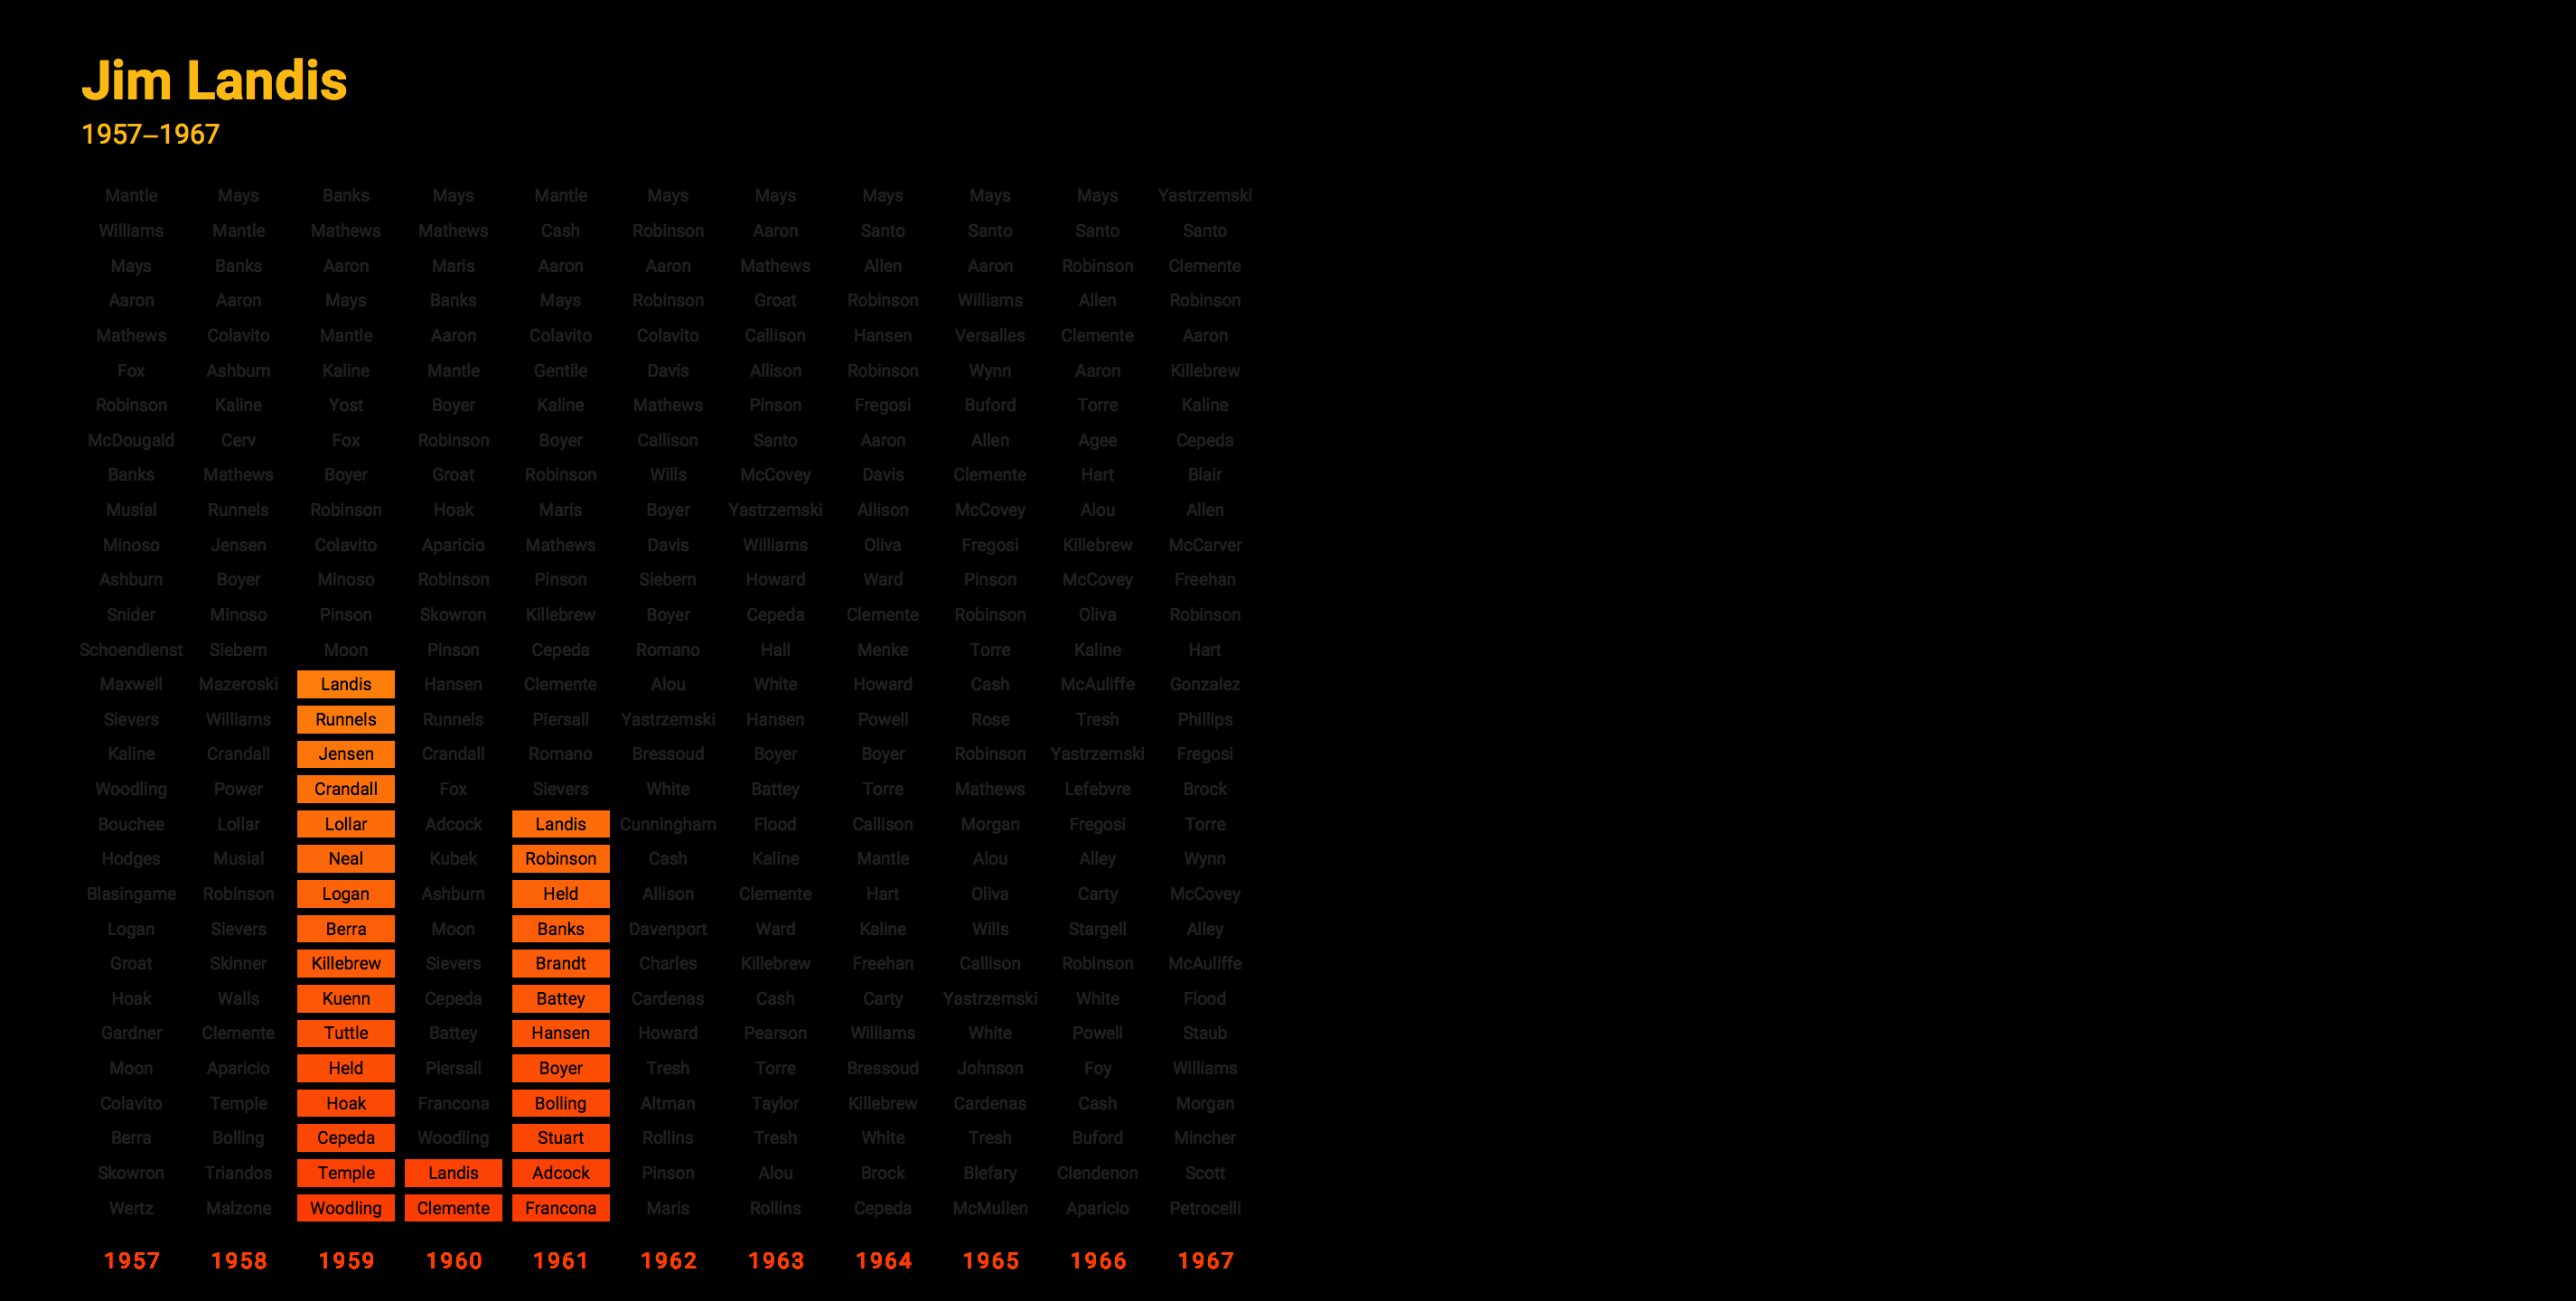 Jim Landis
1957–1967
Mantle Mays Banks Mays Mantle Mays Mays Mays Mays Mays Yastrzemski
Williams Mantle Mathews Mathews Cash Robinson Aaron Santo Santo Santo Santo
Mays Banks Aaron Maris Aaron Aaron Mathews Allen Aaron Robinson Clemente
Aaron Aaron Mays Banks Mays Robinson Groat Robinson Williams Allen Robinson
Mathews Colavito Mantle Aaron Colavito Colavito Callison Hansen Versalles Clemente Aaron
Fox Ashburn Kaline Mantle Gentile Davis Allison Robinson Wynn Aaron Killebrew
Robinson Kaline Yost Boyer Kaline Mathews Pinson Fregosi Buford Torre Kaline
McDougald Cerv Fox Robinson Boyer Callison Santo Aaron Allen Agee Cepeda
Banks Mathews Boyer Groat Robinson Wills McCovey Davis Clemente Hart Blair
Musial Runnels Robinson Hoak Maris Boyer Yastrzemski Allison McCovey Alou Allen
Minoso Jensen Colavito Aparicio Mathews Davis Williams Oliva Fregosi Killebrew McCarver
Ashburn Boyer Minoso Robinson Pinson Siebern Howard Ward Pinson McCovey Freehan
Snider Minoso Pinson Skowron Killebrew Boyer Cepeda Clemente Robinson Oliva Robinson
Schoendienst Siebern Moon Pinson Cepeda Romano Hall Menke Torre Kaline Hart
Maxwell Mazeroski Landis Hansen Clemente Alou White Howard Cash McAuliffe Gonzalez
Sievers Williams Runnels Runnels Piersall Yastrzemski Hansen Powell Rose Tresh Phillips
Kaline Crandall Jensen Crandall Romano Bressoud Boyer Boyer Robinson Yastrzemski Fregosi
Woodling Power Crandall Fox Sievers White Battey Torre Mathews Lefebvre Brock
Bouchee Lollar Lollar Adcock Landis Cunningham Flood Callison Morgan Fregosi Torre
Hodges Musial Neal Kubek Robinson Cash Kaline Mantle Alou Alley Wynn
Blasingame Robinson Logan Ashburn Held Allison Clemente Hart Oliva Carty McCovey
Logan Sievers Berra Moon Banks Davenport Ward Kaline Wills Stargell Alley
Groat Skinner Killebrew Sievers Brandt Charles Killebrew Freehan Callison Robinson McAuliffe
Hoak Walls Kuenn Cepeda Battey Cardenas Cash Carty Yastrzemski White Flood
Gardner Clemente Tuttle Battey Hansen Howard Pearson Williams White Powell Staub
Moon Aparicio Held Piersall Boyer Tresh Torre Bressoud Johnson Foy Williams
Colavito Temple Hoak Francona Bolling Altman Taylor Killebrew Cardenas Cash Morgan
Berra Bolling Cepeda Woodling Stuart Rollins Tresh White Tresh Buford Mincher
Skowron Triandos Temple Landis Adcock Pinson Alou Brock Blefary Clendenon Scott
Wertz Malzone Woodling Clemente Francona Maris Rollins Cepeda McMullen Aparicio Petrocelli
1957 1958 1959 1960 1961 1962 1963 1964 1965 1966 1967